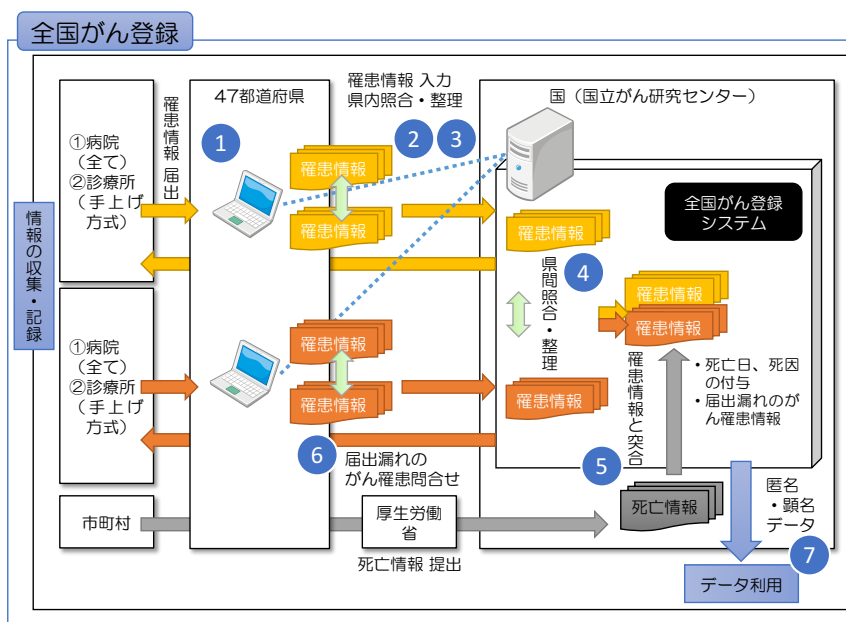 全国がん登録
情報の収集・記録
①病院
(全て)
②診療所
(手上げ
方式)
罹患情報 届出
47都道府県
1
罹患情報 入力
県内照合・整理
2
3
罹患情報
罹患情報
国(国立がん研究センター)
全国がん登録
システム
罹患情報
県間照合・整理
4
罹患情報
罹患情報
①病院
(全て)
②診療所
(手上げ
方式)
罹患情報
罹患情報
罹患情報
罹患情報と突合
・死亡日、死因
の付与
・届出漏れのが
ん罹患情報
6
届出漏れの
がん罹患問合せ
5
市町村
厚生労働
省
死亡情報 提出
死亡情報
匿名
・顕名
データ
7
データ利用